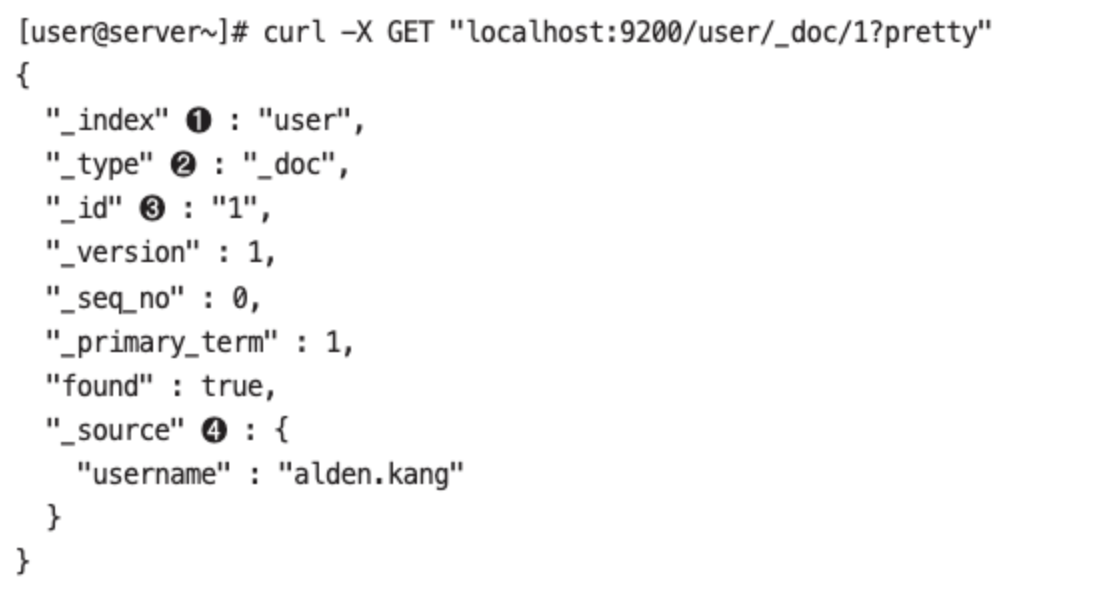 [user@server~]# curl -X GET "localhost:9200/user/_doc/1?pretty"
{
  "_index" ❶ : "user",
  "_type" ❷ : "_doc",
  "_id" ❸ : "1",
  "_version" : 1,
  "_seq_no" : 0,
  "_primary_term" : 1,
  "found" : true,
  "_source" ❹ : {
    "username" : "alden.kang"
  }
}